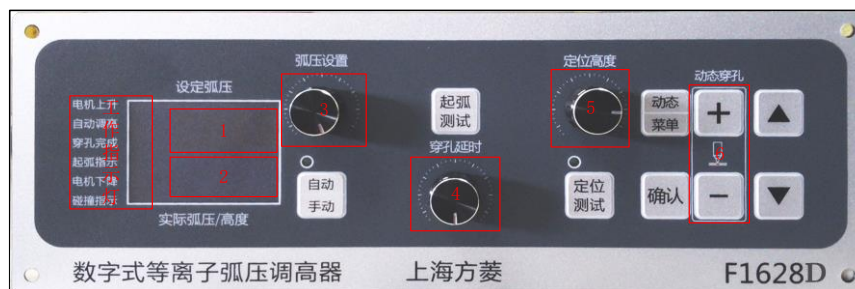 弧压设置
定位高度
动态穿孔
设定弧压
电机上升
自动调高
穿孔完成
起弧指示
电机下降
碰撞指示
1
2
3
起弧
测试
5
动态
菜单
+
▲
穿孔延时
4
自动
手动
定位
测试
确认
−
▼
实际弧压/高度
数字式等离子弧压调高器
上海方菱
F1628D